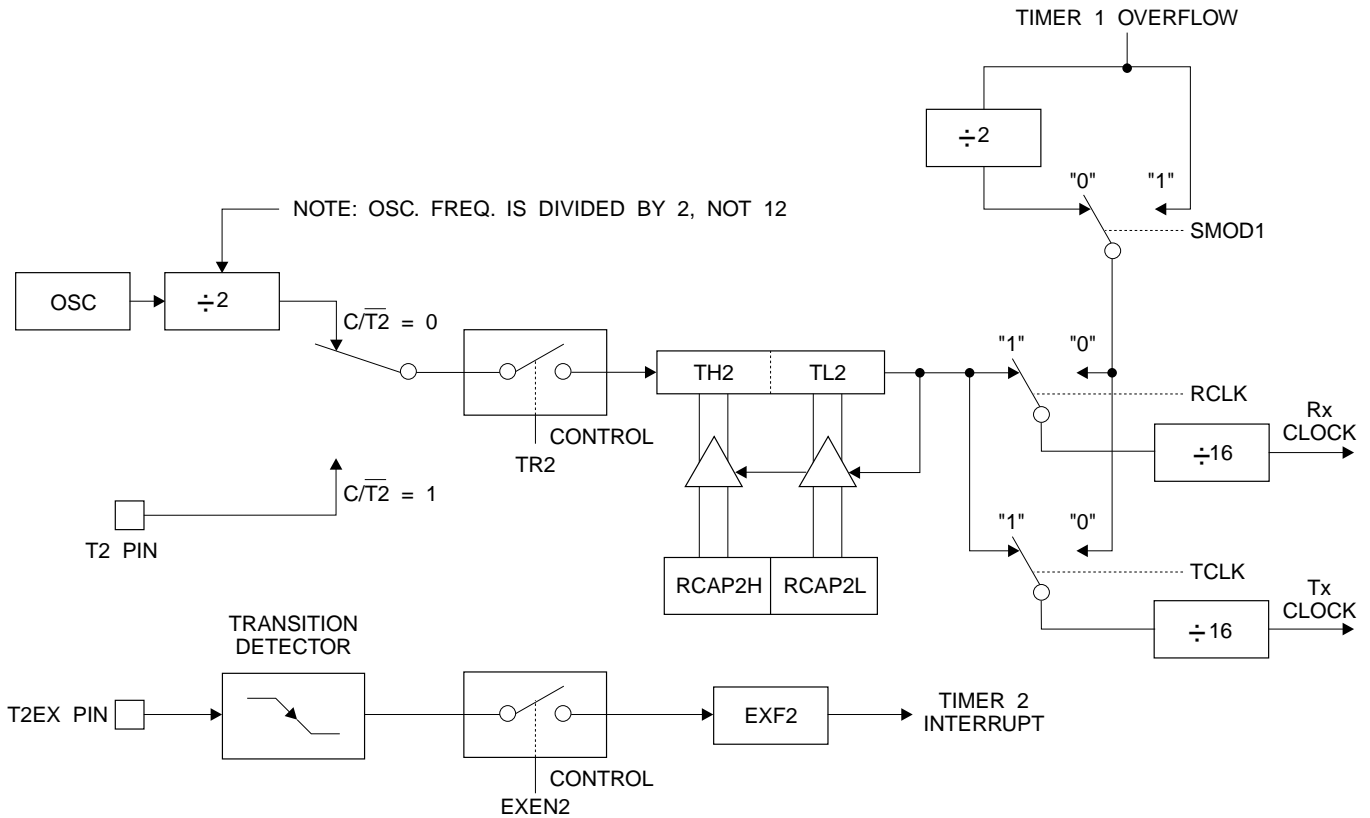 TIMER 1 OVERFLOW
÷2
"0" "1"
SMOD1
NOTE: OSC. FREQ. IS DIVIDED BY 2, NOT 12
OSC
÷2
C/T2 = 0
TH2
TL2
"1" "0"
RCLK
CONTROL
TR2
÷16
Rx
CLOCK
C/T2 = 1
T2 PIN
RCAP2H
RCAP2L
"1" "0"
TCLK
÷16
Tx
CLOCK
TRANSITION
DETECTOR
T2EX PIN
EXF2
TIMER 2
INTERRUPT
CONTROL
EXEN2